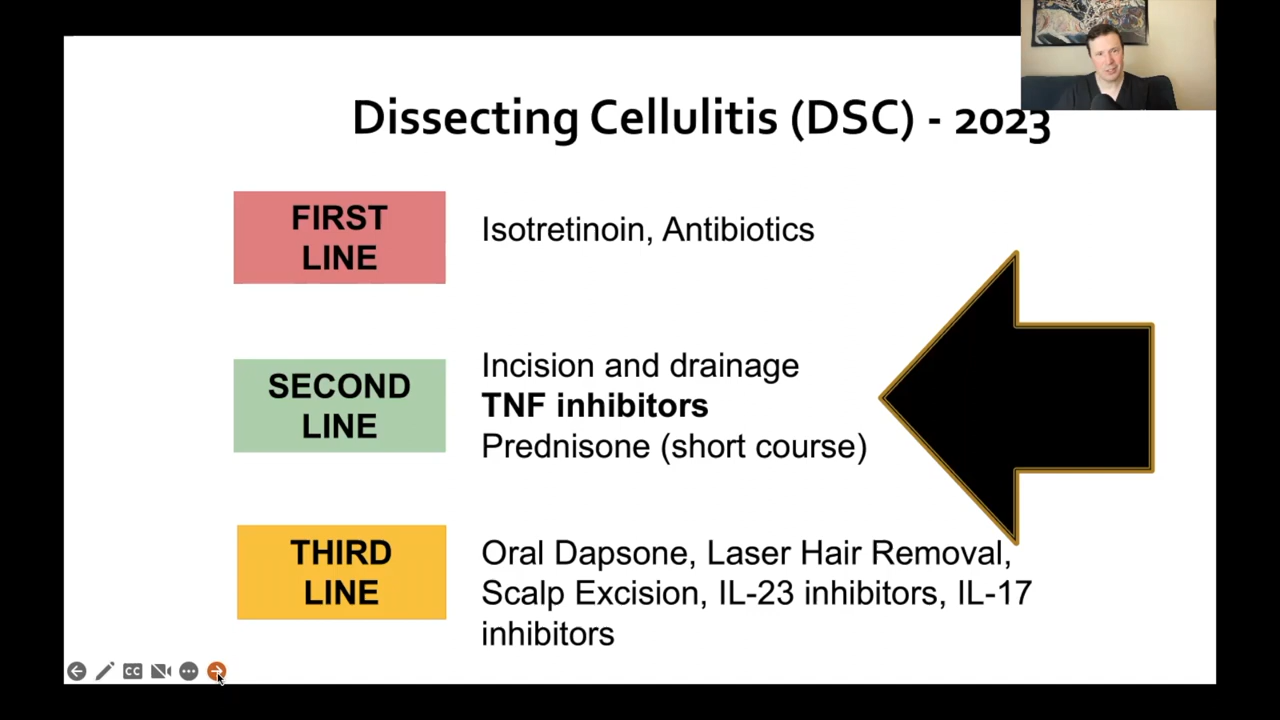 Dissecting Cellulitis (DSC) - 2023
FIRST
LINE
Isotretinoin, Antibiotics
SECOND
LINE
Incision and drainage
TNF inhibitors
Prednisone (short course)
THIRD
LINE
Oral Dapsone, Laser Hair Removal,
Scalp Excision, IL-23 inhibitors, IL-17
inhibitors
CC